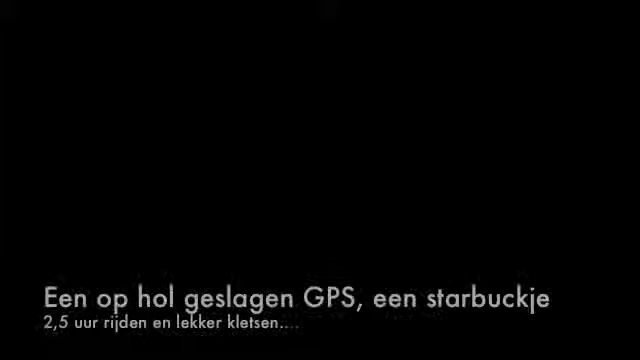 Een op hol geslagen GPS, een starbuckje
2,5 uur rijden en lekker kletsen....